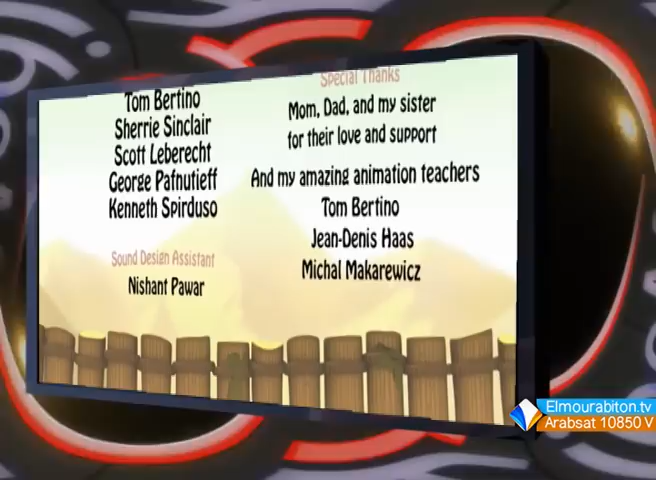 Tom Bertino
Sherrie Sinclair
Scott Leberecht
George Pafnutieff
Kenneth Spirduso
Sound Design Assistant
Nishant Pawar
Special Thanks
Mom, Dad, and my sister
for their love and support
And my amazing animation teachers
Tom Bertino
Jean-Denis Haas
Michal Makarewicz
Elmourabiton.tv
Arabsat 10850 V